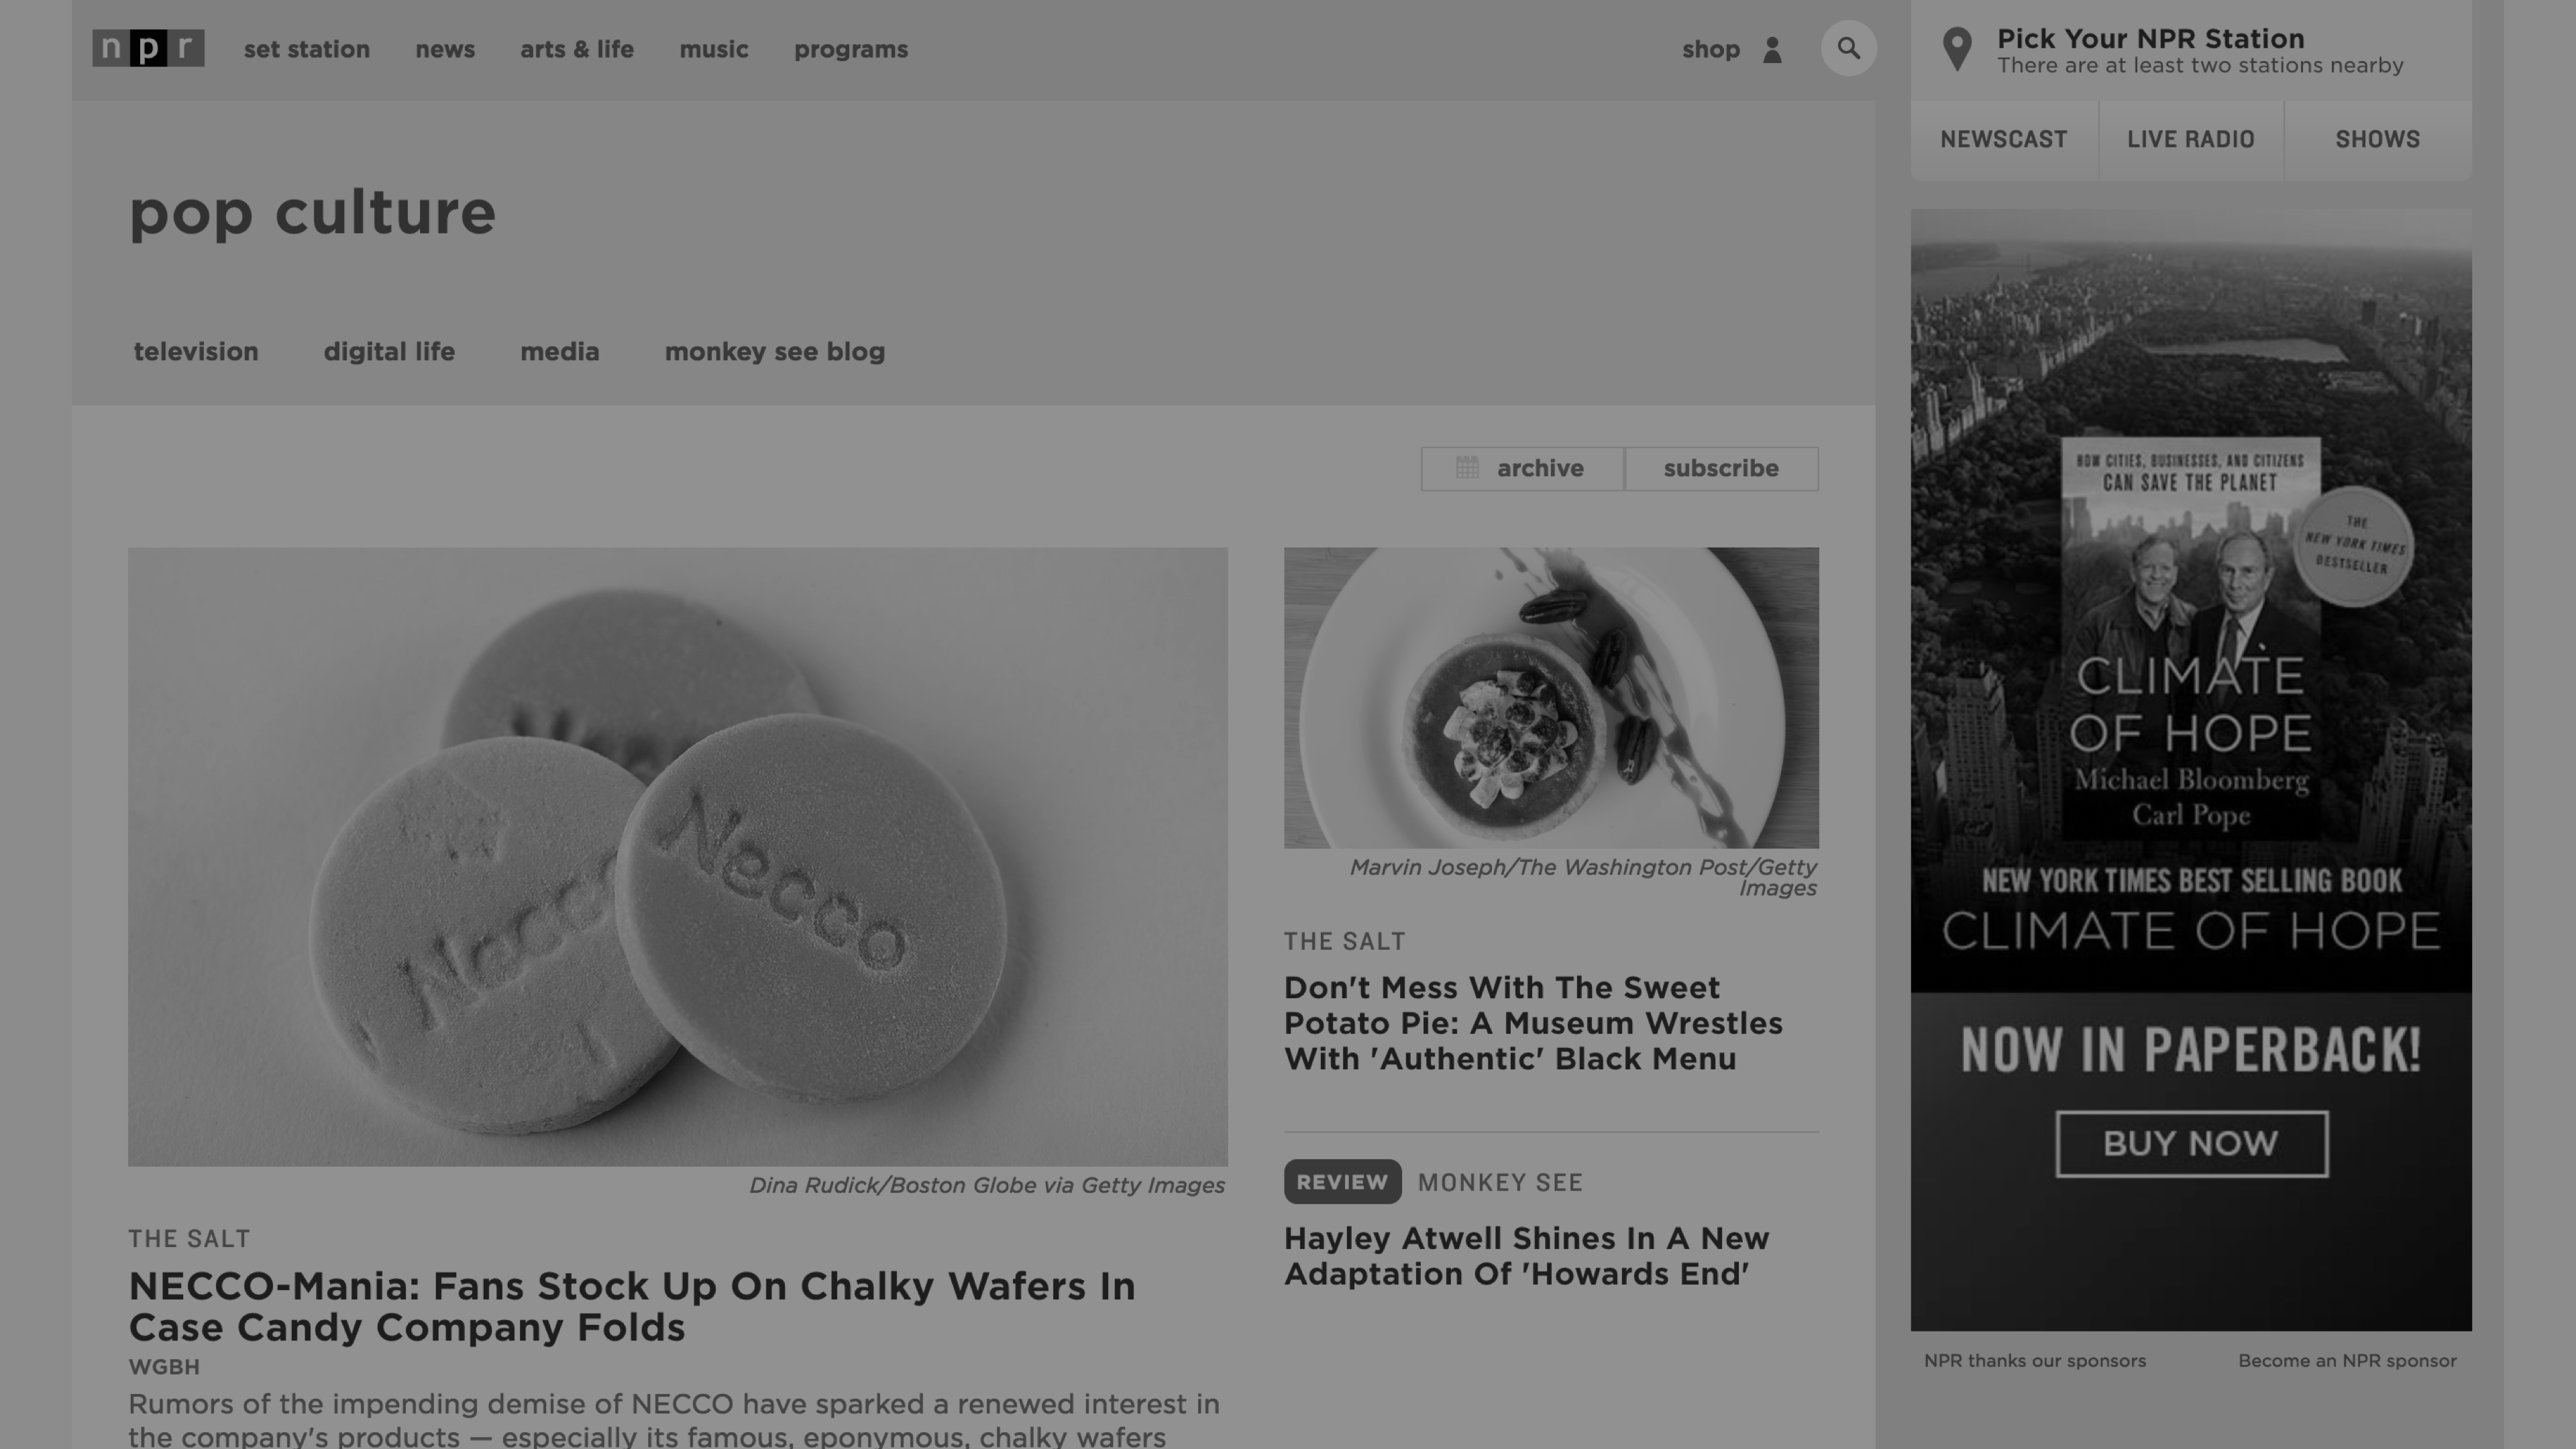 npr
set station
news
arts & life
music
programs
shop
Pick Your NPR Station
There are at least two stations nearby
NEWSCAST
LIVE RADIO
SHOWS
pop culture
television
digital life
media
monkey see blog
archive
subscribe
Necco
Necco
Dina Rudick/Boston Globe via Getty Images
THE SALT
NECCO-Mania: Fans Stock Up On Chalky Wafers In
Case Candy Company Folds
WGBH
Rumors of the impending demise of NECCO have sparked a renewed interest in
the company's products — especially its famous, eponymous, chalky wafers
Marvin Joseph/The Washington Post/Getty
Images
THE SALT
Don't Mess With The Sweet
Potato Pie: A Museum Wrestles
With 'Authentic' Black Menu
REVIEW
MONKEY SEE
Hayley Atwell Shines In A New
Adaptation Of 'Howards End'
HOW CITIES, BUSINESSES, AND CITIZENS
CAN SAVE THE PLANET
THE
NEW YORK TIMES
BESTSELLER
CLIMATE
OF HOPE
Michael Bloomberg
Carl Pope
NEW YORK TIMES BEST SELLING BOOK
CLIMATE OF HOPE
NOW IN PAPERBACK!
BUY NOW
NPR thanks our sponsors
Become an NPR sponsor